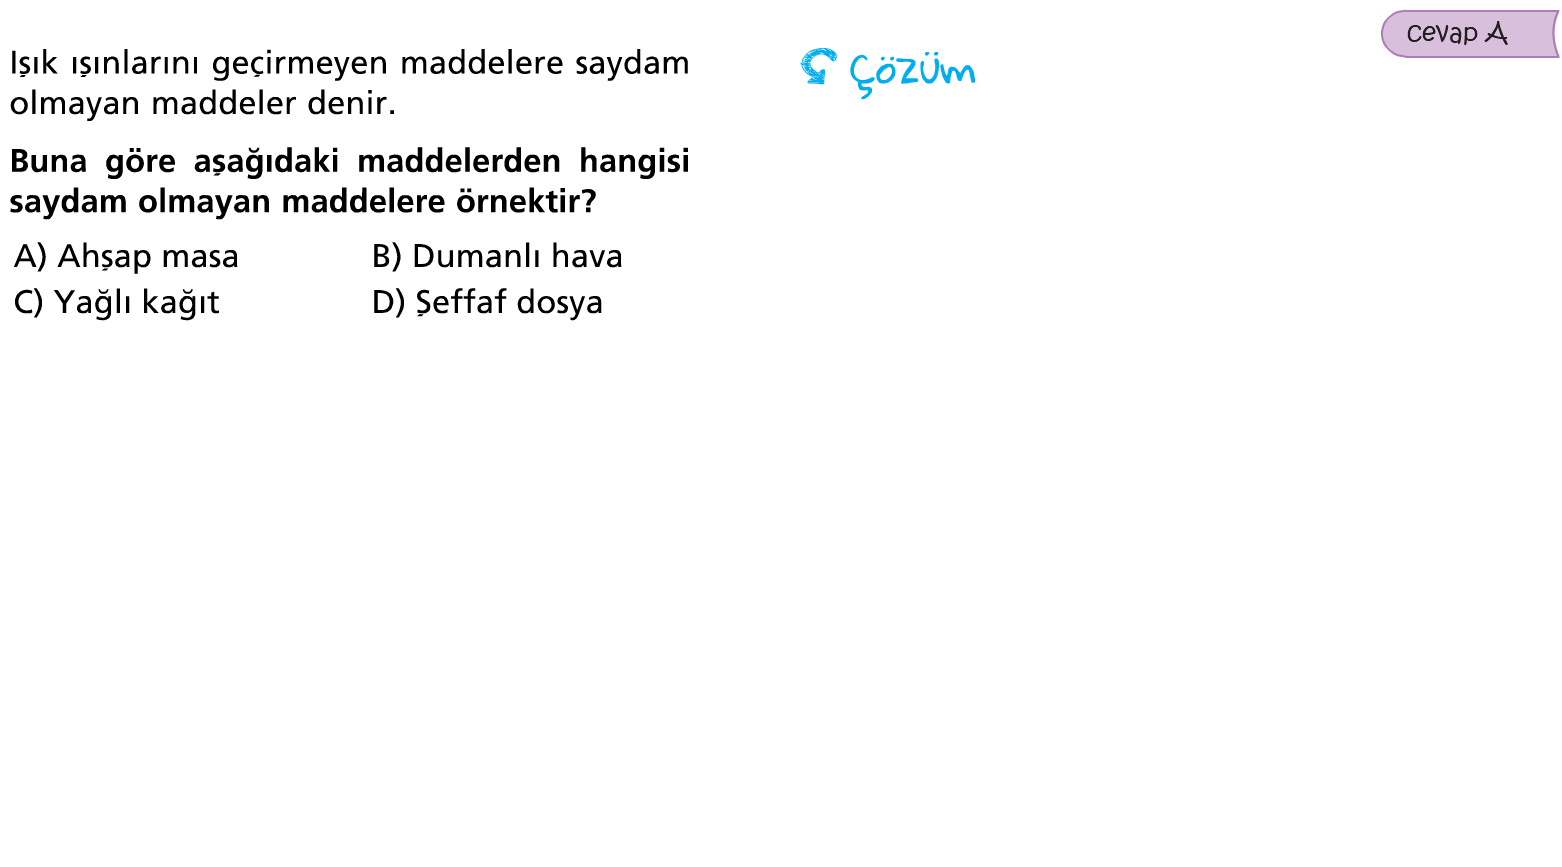 Işık ışınlarını geçirmeyen maddelere saydam
olmayan maddeler denir.
Buna göre aşağıdaki maddelerden hangisi
saydam olmayan maddelere örnektir?
A) Ahşap masa B) Dumanlı hava
C) Yağlı kağıt D) Şeffaf dosya
Çözüm
Cevap A